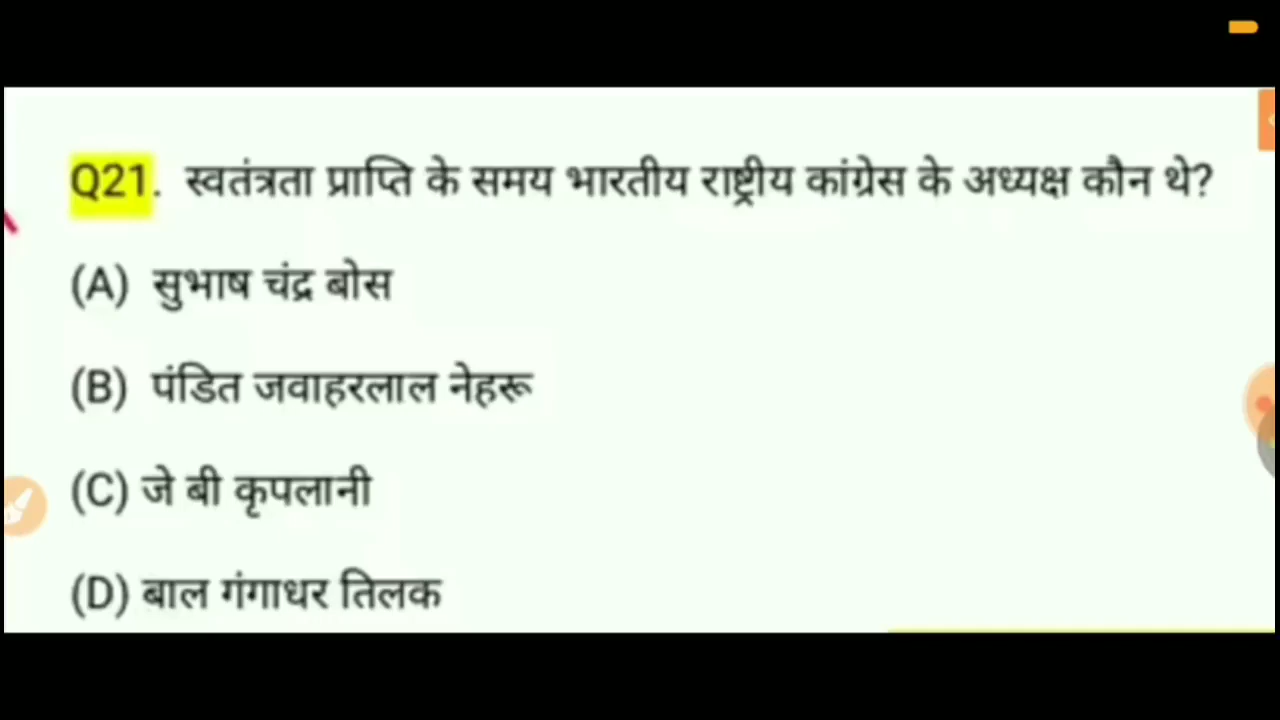 Q21. स्वतंत्रता प्राप्ति के समय भारतीय राष्ट्रीय कांग्रेस के अध्यक्ष कौन थे?
(A) सुभाष चंद्र बोस
(B) पंडित जवाहरलाल नेहरू
(C) जे बी कृपलानी
(D) बाल गंगाधर तिलक